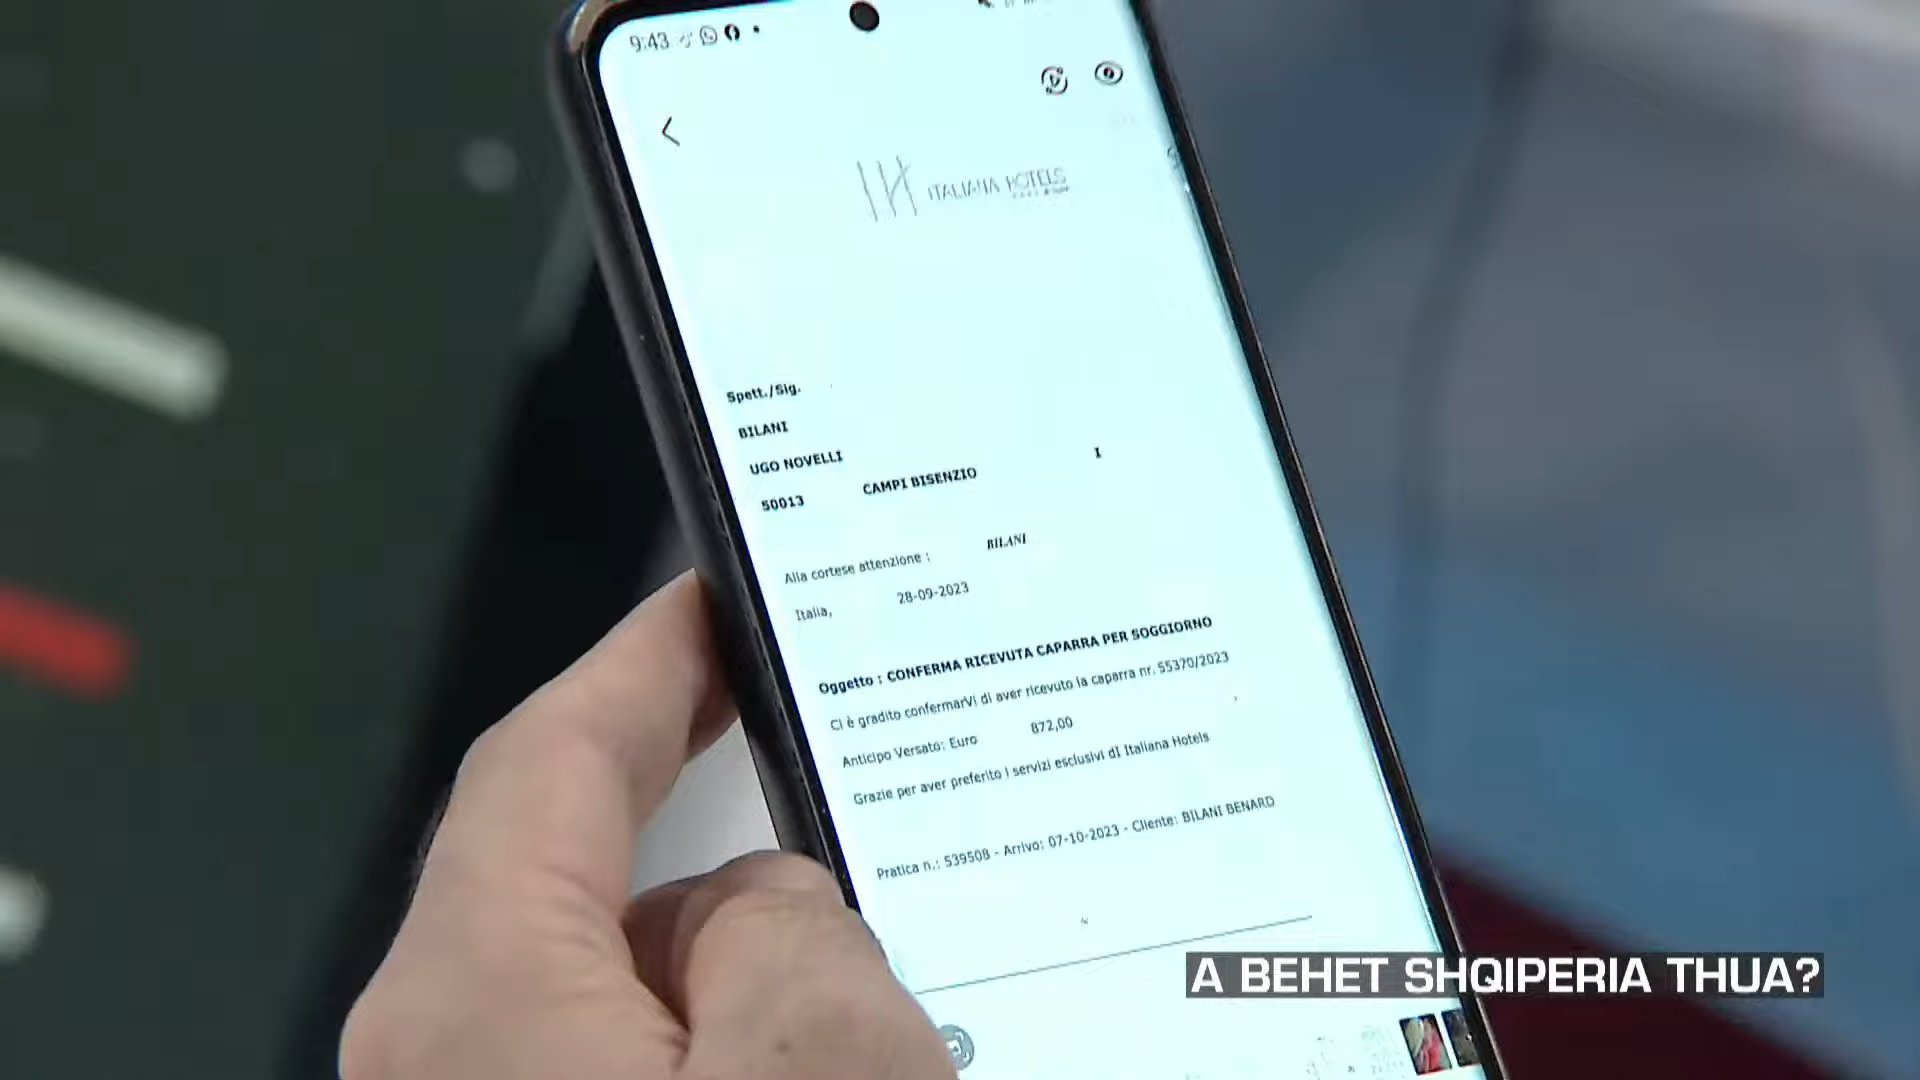 9:43
ITALIANA HOTELS
Spett./Sig.
BILANI
UGO NOVELLI
50013 CAMPI BISENZIO I
Alla cortese attenzione : BILANI
Italia, 28-09-2023
Oggetto : CONFERMA RICEVUTA CAPARRA PER SOGGIORNO
Ci è gradito confermarVi di aver ricevuto la caparra nr. 55370/2023
Anticipo Versato: Euro 872,00
Grazie per aver preferito i servizi esclusivi dI Italiana Hotels
Pratica n.: 539508 - Arrivo: 07-10-2023 - Cliente: BILANI BENARD
A BEHET SHQIPERIA THUA?